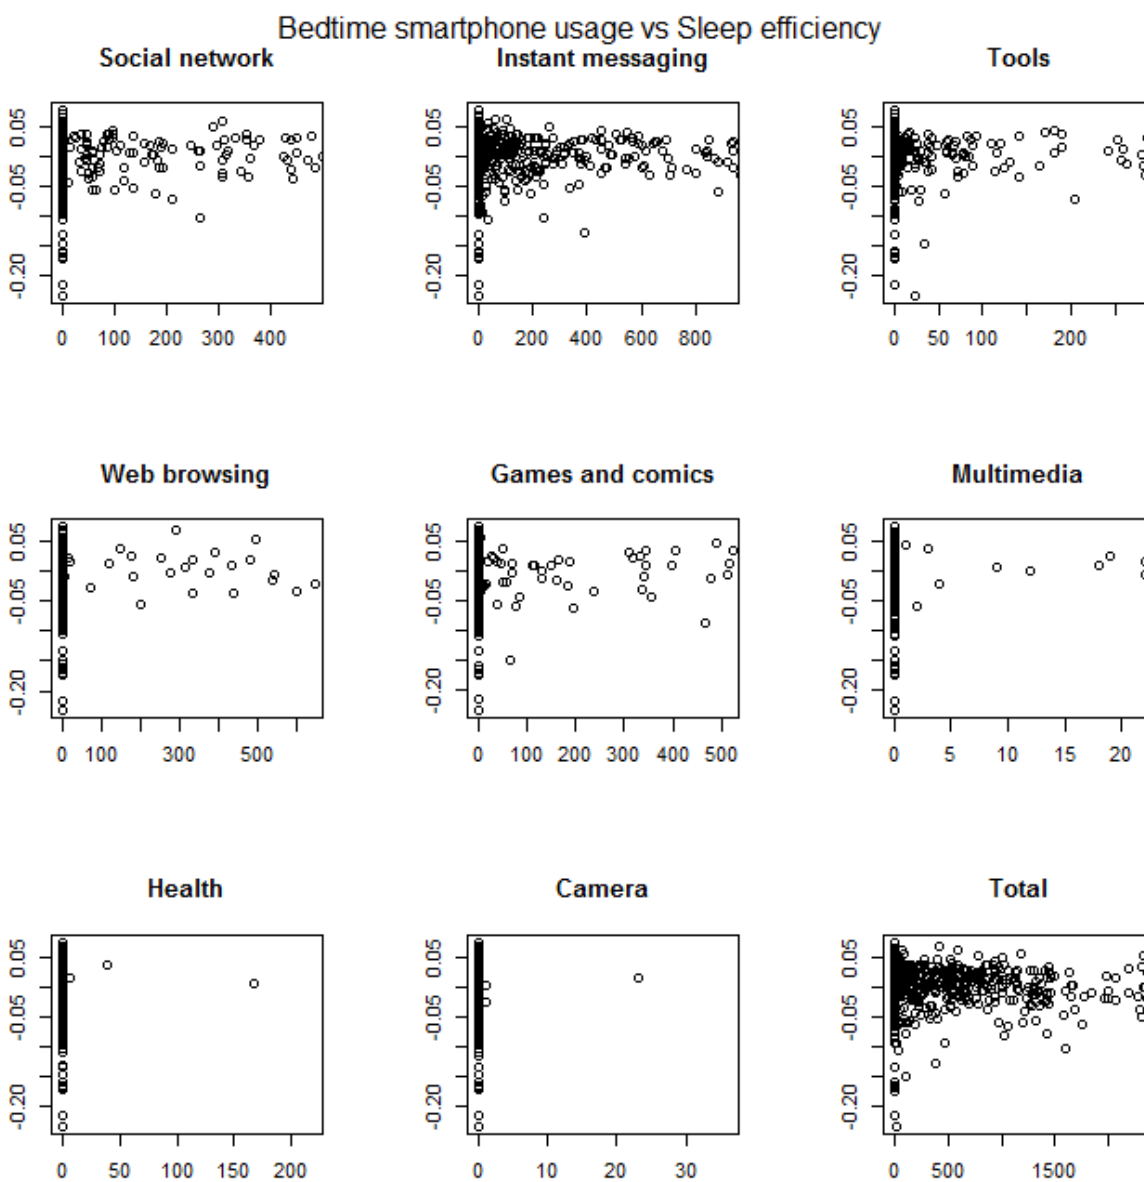 Bedtime smartphone usage vs Sleep efficiency
Social network
Instant messaging
Tools
0.05
-0.05
-0.20
0 100 200 300 400
0.05
-0.05
-0.20
0 200 400 600 800
0.05
-0.05
-0.20
0 50 100 200
Web browsing
Games and comics
Multimedia
0.05
-0.05
-0.20
0 100 300 500
0.05
-0.05
-0.20
0 100 200 300 400 500
0.05
-0.05
-0.20
0 5 10 15 20
Health
Camera
Total
0.05
-0.05
-0.20
0 50 100 150 200
0.05
-0.05
-0.20
0 10 20 30
0.05
-0.05
-0.20
0 500 1500